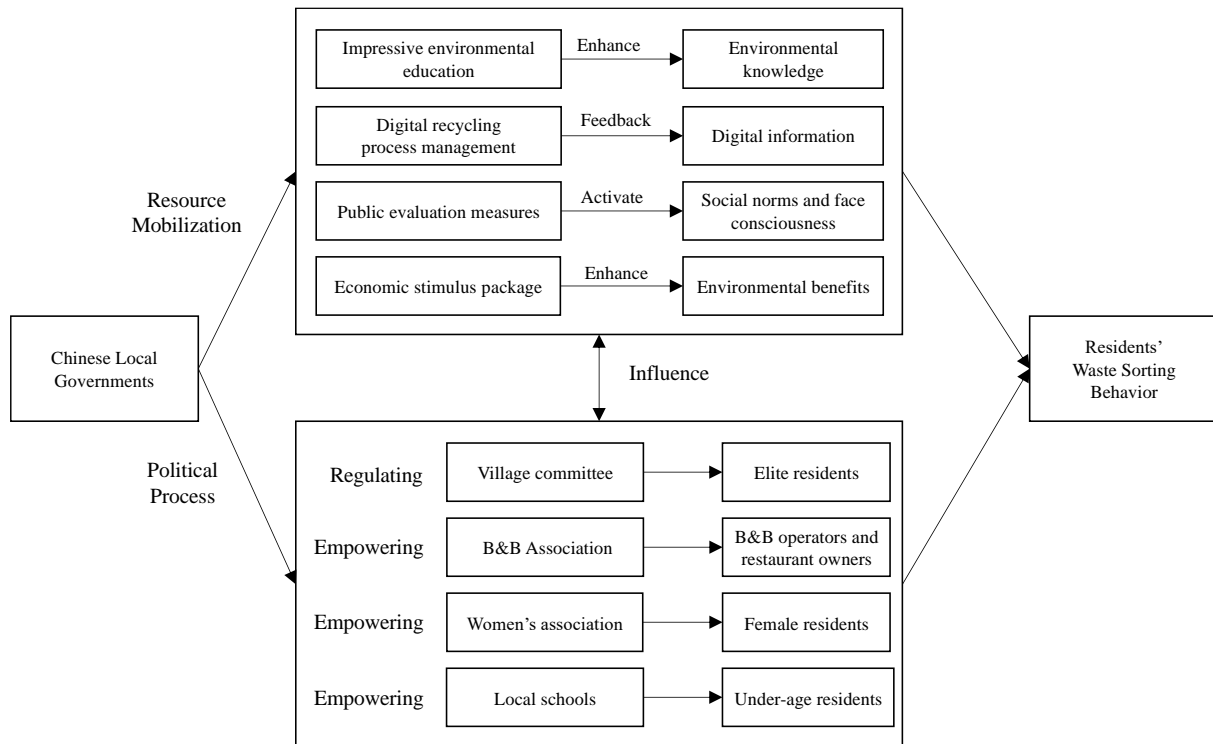 Impressive environmental
education
Enhance
Environmental
knowledge
Digital recycling
process management
Feedback
Digital information
Resource
Mobilization
Public evaluation measures
Activate
Social norms and face
consciousness
Economic stimulus package
Enhance
Environmental benefits
Chinese Local
Governments
Influence
Residents’
Waste Sorting
Behavior
Political
Process
Regulating
Village committee
Elite residents
Empowering
B&B Association
B&B operators and
restaurant owners
Empowering
Women’s association
Female residents
Empowering
Local schools
Under-age residents